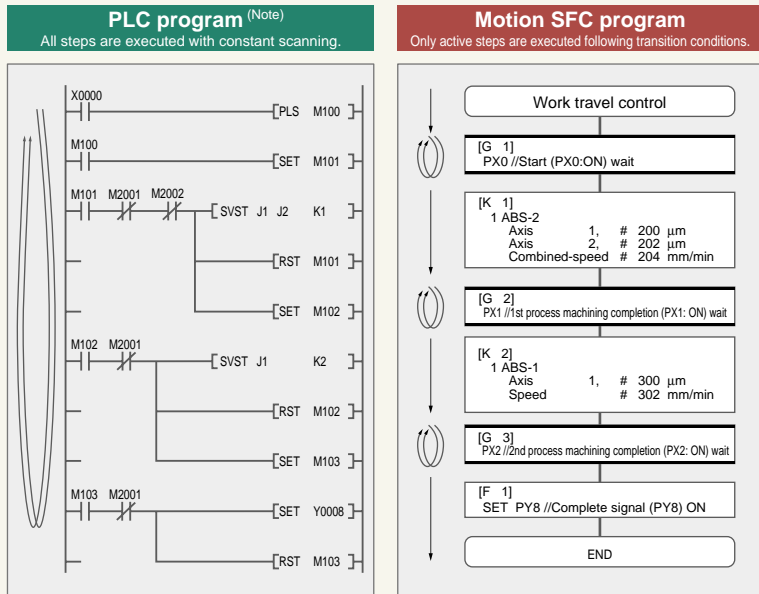 PLC program (Note)
All steps are executed with constant scanning.
X0000
PLS M100
M100
SET M101
M101 M2001 M2002
SVST J1 J2 K1
RST M101
SET M102
M102 M2001
SVST J1 K2
RST M102
SET M103
M103 M2001
SET Y0008
RST M103
Motion SFC program
Only active steps are executed following transition conditions.
Work travel control
[G 1]
PX0 //Start (PX0:ON) wait
[K 1]
1 ABS-2
Axis 1, # 200 µm
Axis 2, # 202 µm
Combined-speed # 204 mm/min
[G 2]
PX1 //1st process machining completion (PX1: ON) wait
[K 2]
1 ABS-1
Axis 1, # 300 µm
Speed # 302 mm/min
[G 3]
PX2 //2nd process machining completion (PX2: ON) wait
[F 1]
SET PY8 //Complete signal (PY8) ON
END